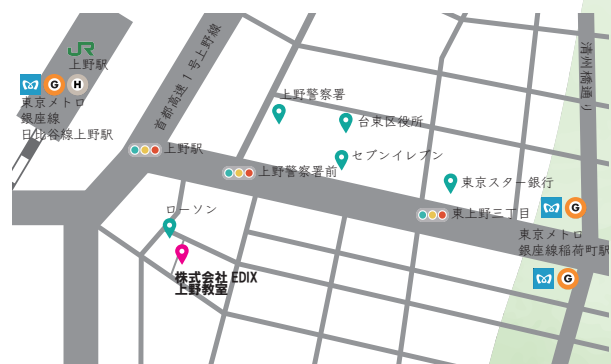 JR
上野駅
G H
東京メトロ
銀座線
日比谷線上野駅
首都高速1号上野線
清州橋通り
上野警察署
台東区役所
上野駅
セブンイレブン
上野警察署前
東京スター銀行
東上野三丁目
G
ローソン
東京メトロ
銀座線稲荷町駅
G
株式会社 EDIX
上野教室